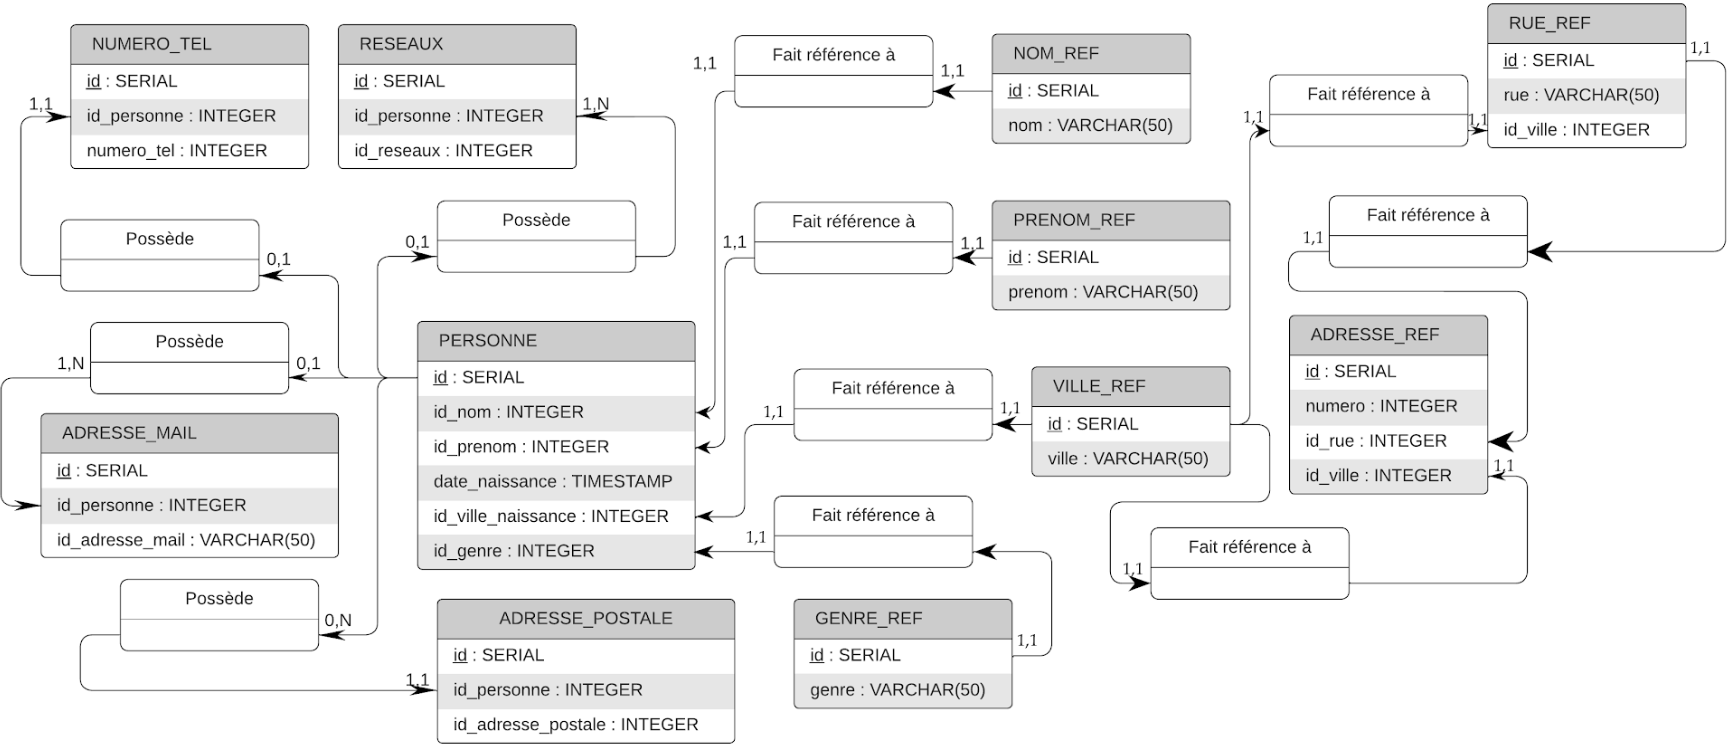 NUMERO_TEL
id : SERIAL
id_personne : INTEGER
numero_tel : INTEGER
1,1
RESEAUX
id : SERIAL
id_personne : INTEGER
id_reseaux : INTEGER
1,N
Possède
0,1
Possède
0,1
Possède
0,1
1,N
ADRESSE_MAIL
id : SERIAL
id_personne : INTEGER
id_adresse_mail : VARCHAR(50)
Possède
0,N
1,1
PERSONNE
id : SERIAL
id_nom : INTEGER
id_prenom : INTEGER
date_naissance : TIMESTAMP
id_ville_naissance : INTEGER
id_genre : INTEGER
ADRESSE_POSTALE
id : SERIAL
id_personne : INTEGER
id_adresse_postale : INTEGER
1,1
Fait référence à
1,1
NOM_REF
id : SERIAL
nom : VARCHAR(50)
1,1
Fait référence à
1,1
PRENOM_REF
id : SERIAL
prenom : VARCHAR(50)
1,1
Fait référence à
1,1
VILLE_REF
id : SERIAL
ville : VARCHAR(50)
1,1
Fait référence à
GENRE_REF
id : SERIAL
genre : VARCHAR(50)
1,1
1,1
Fait référence à
1,1
RUE_REF
id : SERIAL
rue : VARCHAR(50)
id_ville : INTEGER
1,1
Fait référence à
1,1
ADRESSE_REF
id : SERIAL
numero : INTEGER
id_rue : INTEGER
id_ville : INTEGER
1,1
Fait référence à
1,1